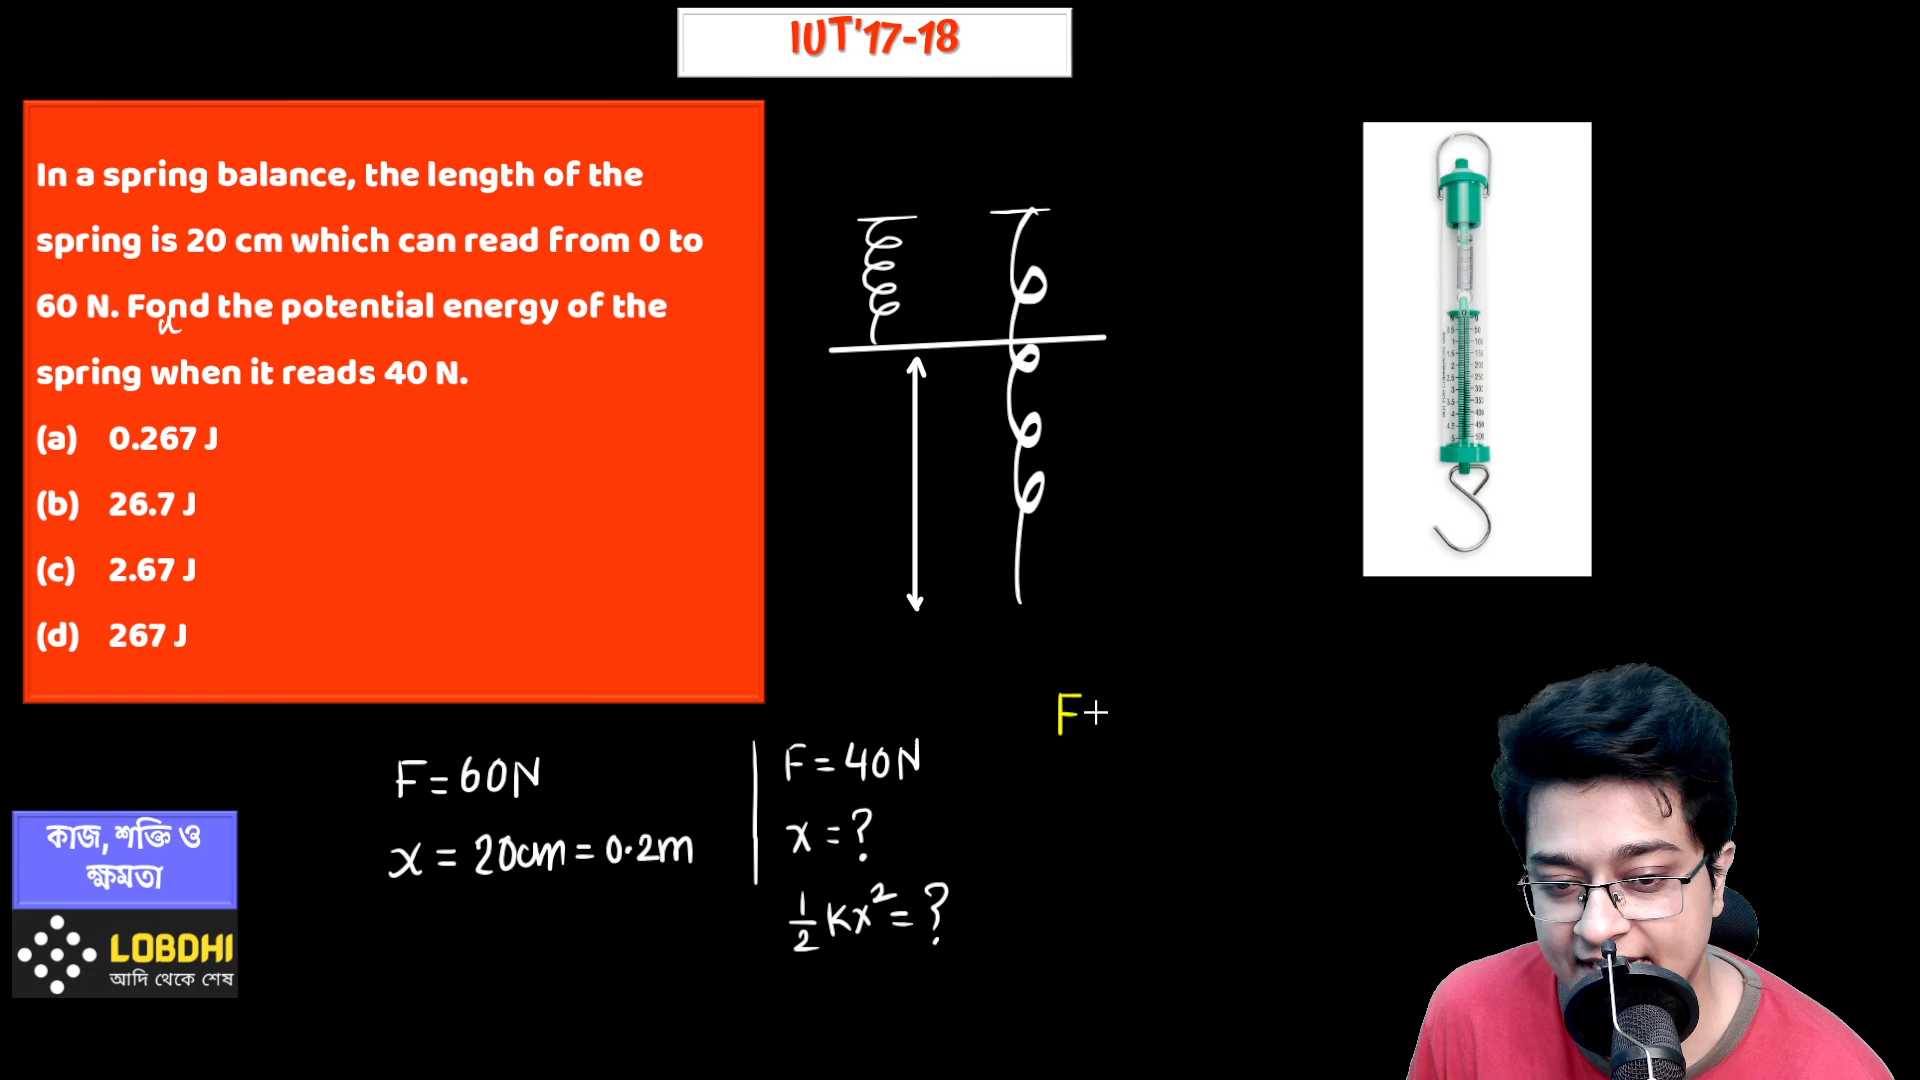 IUT'17-18
In a spring balance, the length of the
spring is 20 cm which can read from 0 to
60 N. Fond the potential energy of the
spring when it reads 40 N.
(a) 0.267 J
(b) 26.7 J
(c) 2.67 J
(d) 267 J
F
F = 60N
x = 20cm = 0.2m
F = 40N
x = ?
1/2 Kx² = ?
কাজ, শক্তি ও
ক্ষমতা
LOBDHI
আদি থেকে শেষ